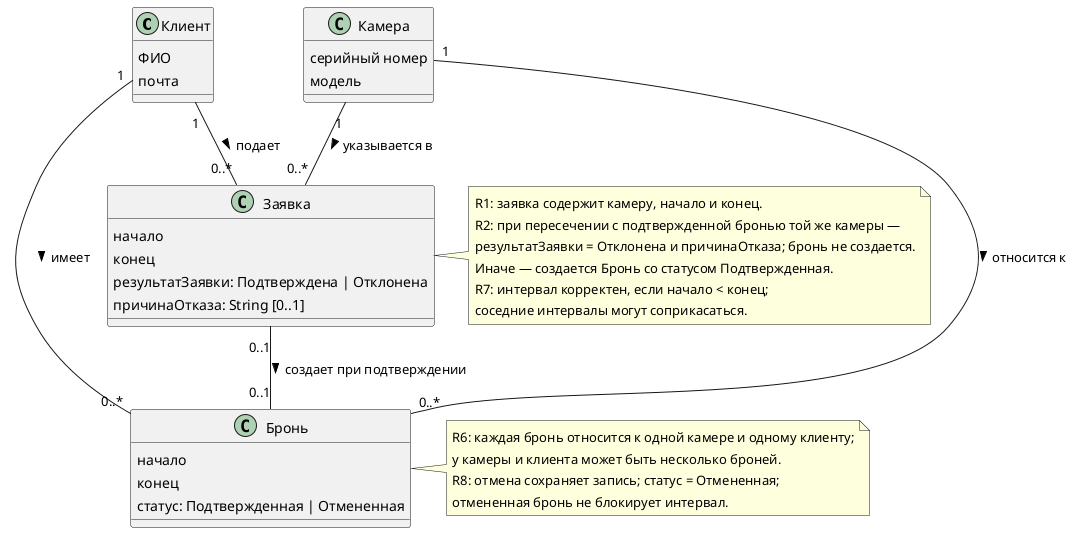 C Клиент
ФИО
почта
C Камера
серийный номер
модель
1
1
1
1
подает
указывается в
0..*
0..*
C Заявка
начало
конец
результатЗаявки: Подтверждена | Отклонена
причинаОтказа: String [0..1]
R1: заявка содержит камеру, начало и конец.
R2: при пересечении с подтвержденной бронью той же камеры —
результатЗаявки = Отклонена и причинаОтказа; бронь не создается.
Иначе — создается Бронь со статусом Подтвержденная.
R7: интервал корректен, если начало < конец;
соседние интервалы могут соприкасаться.
имеет
относится к
0..1
создает при подтверждении
0..1
0..*
0..*
C Бронь
начало
конец
статус: Подтвержденная | Отмененная
R6: каждая бронь относится к одной камере и одному клиенту;
у камеры и клиента может быть несколько броней.
R8: отмена сохраняет запись; статус = Отмененная;
отмененная бронь не блокирует интервал.